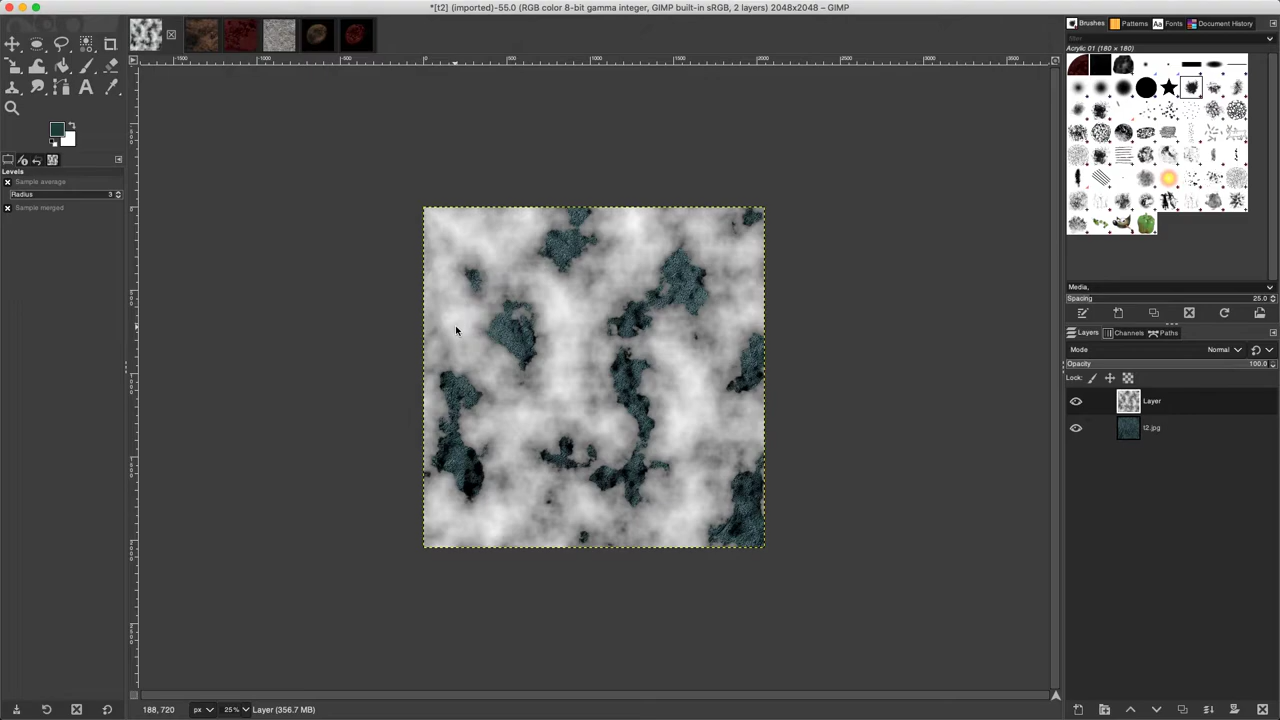 *[t2] (imported)-55.0 (RGB color 8-bit gamma integer, GIMP built-in sRGB, 2 layers) 2048x2048 – GIMP
Brushes Patterns Aa Fonts Document History
filter
Acrylic 01 (180 × 180)
Levels
Sample average
Radius 3
Sample merged
Media,
Spacing 25.0
Layers Channels Paths
Mode Normal
Opacity 100.0
Lock:
Layer
t2.jpg
188, 720 px 25% Layer (356.7 MB)